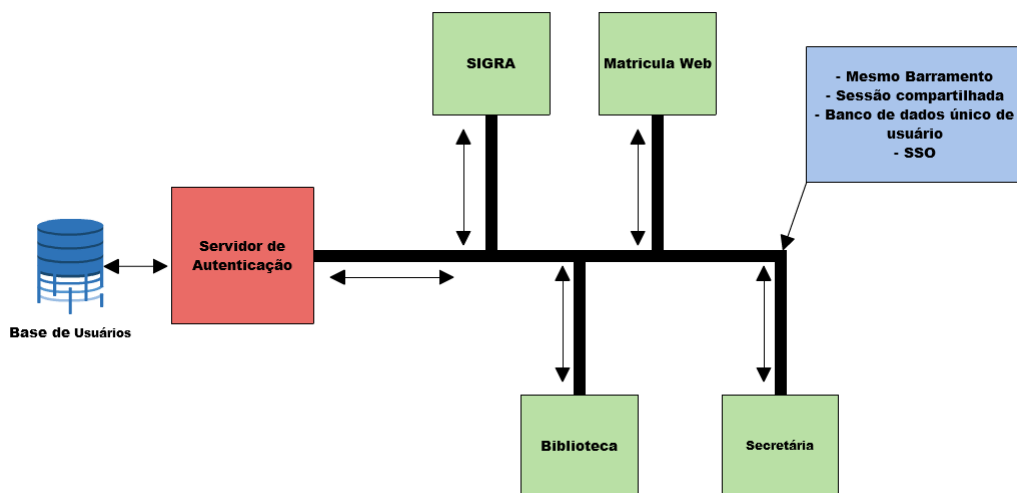 SIGRA
Matricula Web
- Mesmo Barramento
- Sessão compartilhada
- Banco de dados único de
usuário
- SSO
Servidor de
Autenticação
Base de Usuários
Biblioteca
Secretária